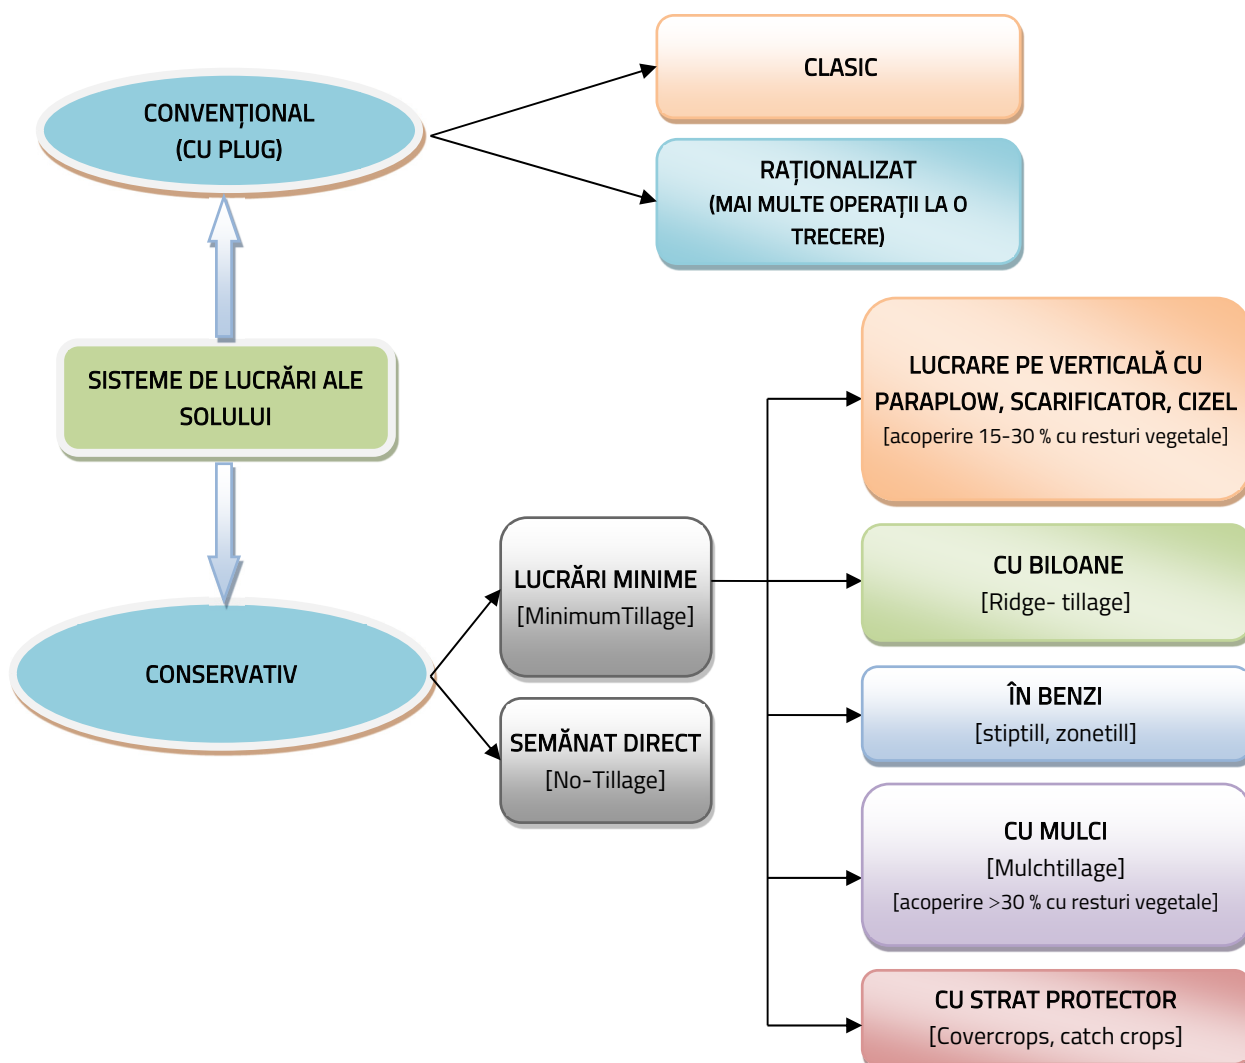 CLASIC
CONVENȚIONAL
(CU PLUG)
RAȚIONALIZAT
(MAI MULTE OPERAȚII LA O
TRECERE)
SISTEME DE LUCRĂRI ALE
SOLULUI
LUCRARE PE VERTICALĂ CU
PARAPLOW, SCARIFICATOR, CIZEL
[acoperire 15-30 % cu resturi vegetale]
LUCRĂRI MINIME
[MinimumTillage]
CU BILOANE
[Ridge- tillage]
CONSERVATIV
SEMĂNAT DIRECT
[No-Tillage]
ÎN BENZI
[stiptill, zonetill]
CU MULCI
[Mulchtillage]
[acoperire >30 % cu resturi vegetale]
CU STRAT PROTECTOR
[Covercrops, catch crops]